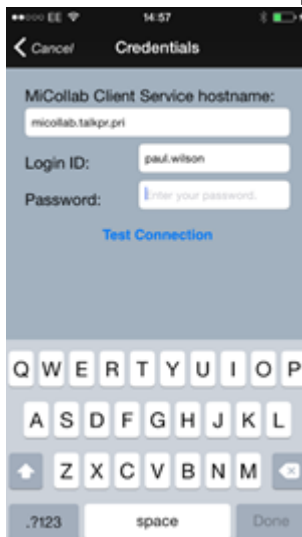 EE 14:57
Cancel Credentials
MiCollab Client Service hostname:
micollab.talkpr.pri
Login ID: paul.wilson
Password: Enter your password.
Test Connection
Q W E R T Y U I O P
A S D F G H J K L
Z X C V B N M
.?123 space Done